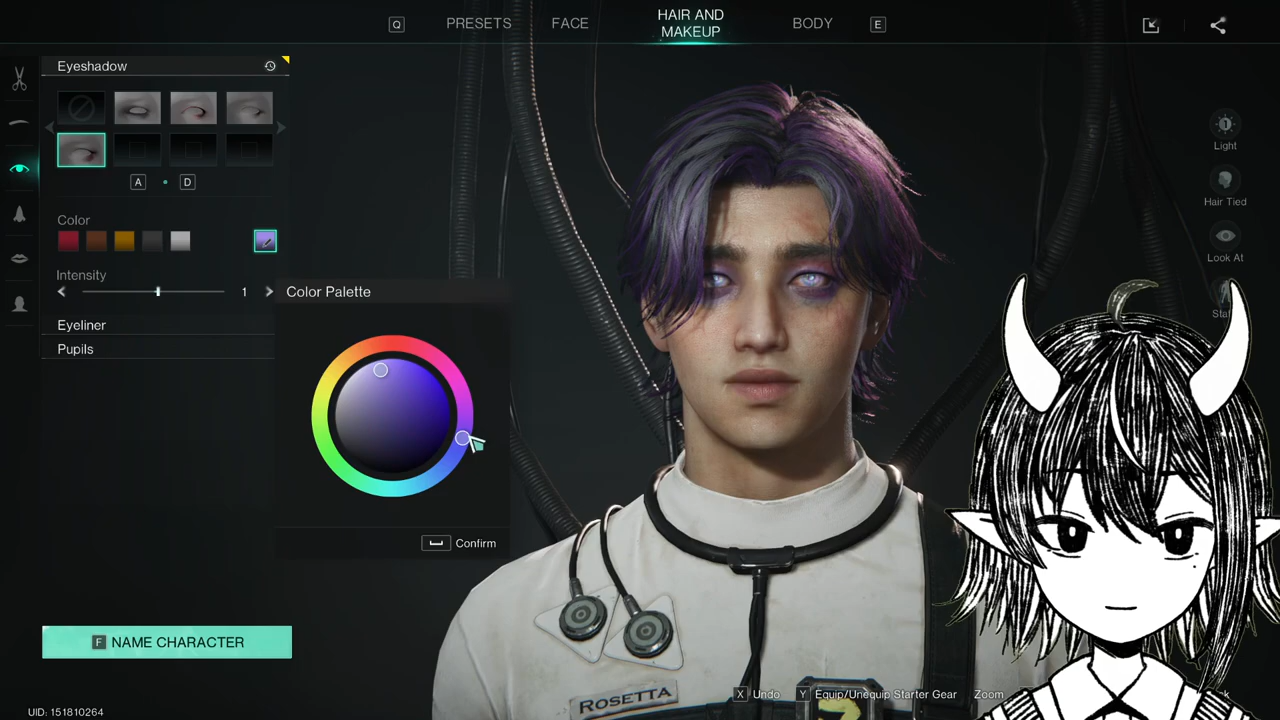 Q
PRESETS
FACE
HAIR AND
MAKEUP
BODY
E
Eyeshadow
A
D
Color
Intensity
1
Color Palette
Eyeliner
Pupils
Confirm
Light
Hair Tied
Look At
F NAME CHARACTER
ROSETTA
X Undo
Y Equip/Unequip Starter Gear
Zoom
UID: 151810264